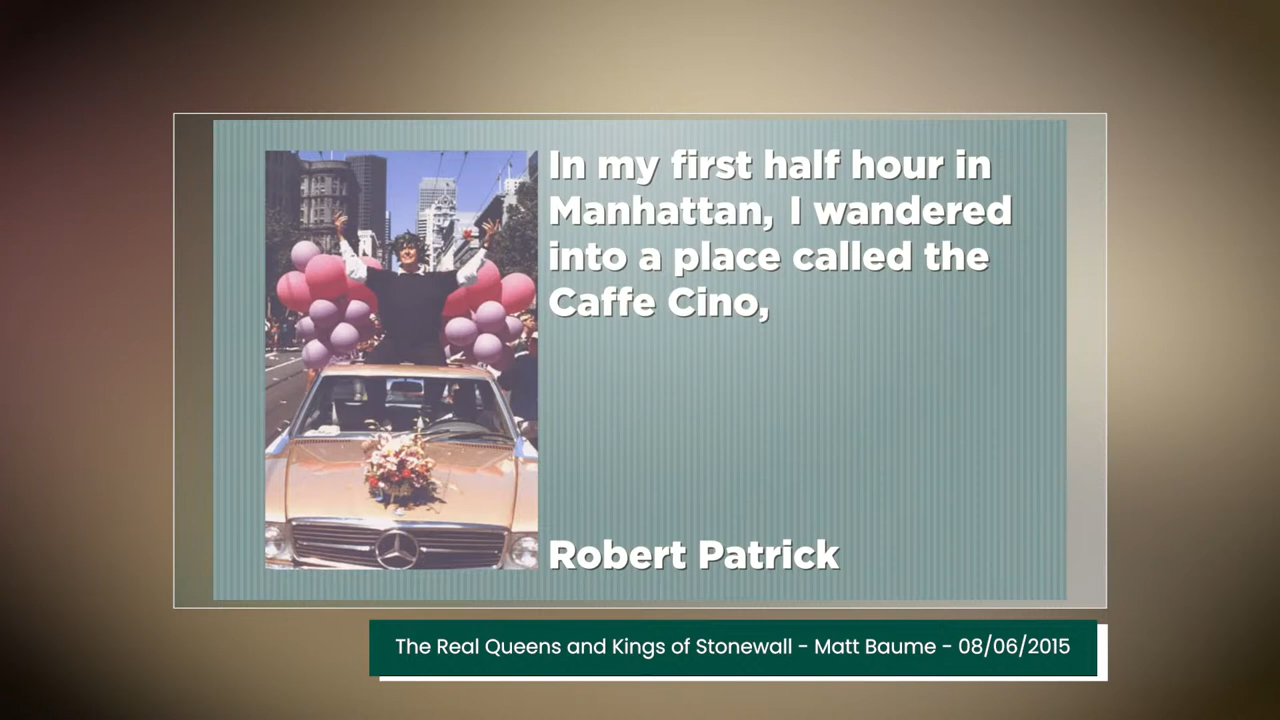 In my first half hour in
Manhattan, I wandered
into a place called the
Caffe Cino,
Robert Patrick
The Real Queens and Kings of Stonewall - Matt Baume - 08/06/2015